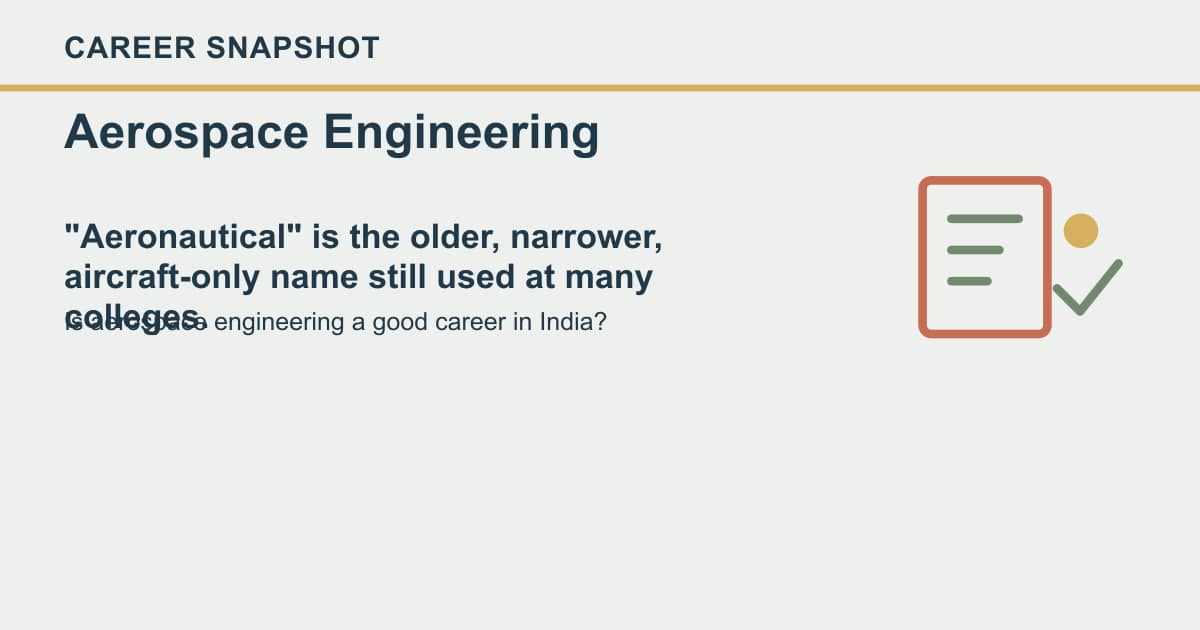 CAREER SNAPSHOT
Aerospace Engineering
"Aeronautical" is the older, narrower,
aircraft-only name still used at many
colleges.
Is aerospace engineering a good career in India?